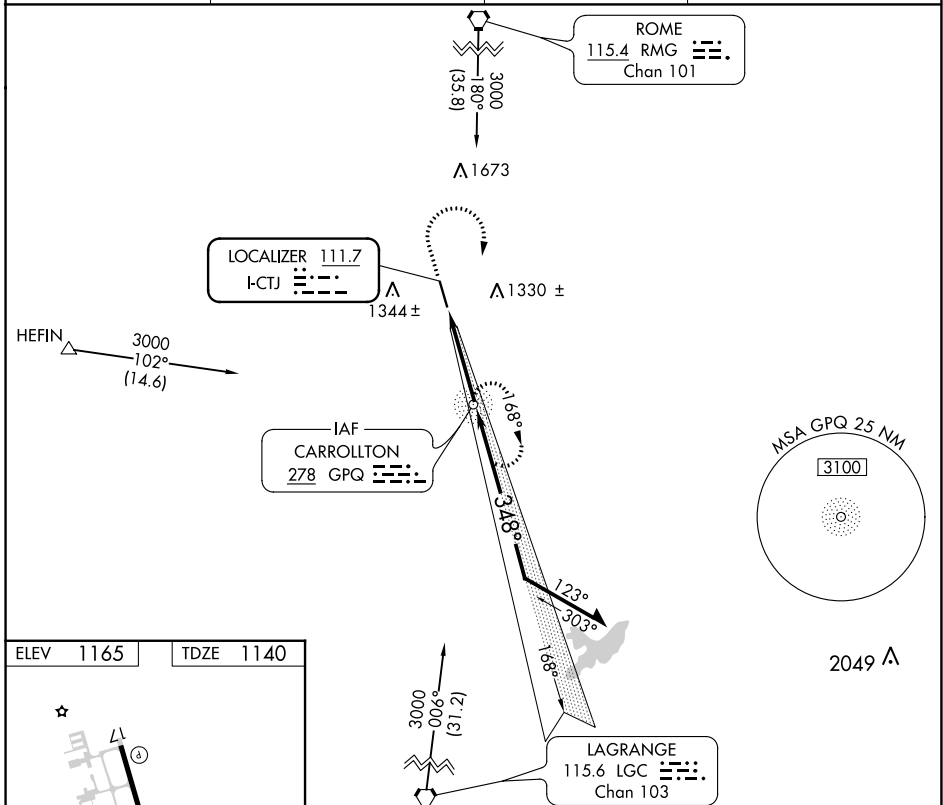 ROME
115.4 RMG
Chan 101
3000
180°
(35.8)
1673
LOCALIZER 111.7
I-CTJ
1344 ±
1330 ±
HEFIN
3000
102°
(14.6)
IAF
CARROLLTON
278 GPQ
168°
348°
MSA GPQ 25 NM
3100
123°
303°
168°
2049
ELEV 1165
TDZE 1140
17
P
3000
006°
(31.2)
LAGRANGE
115.6 LGC
Chan 103